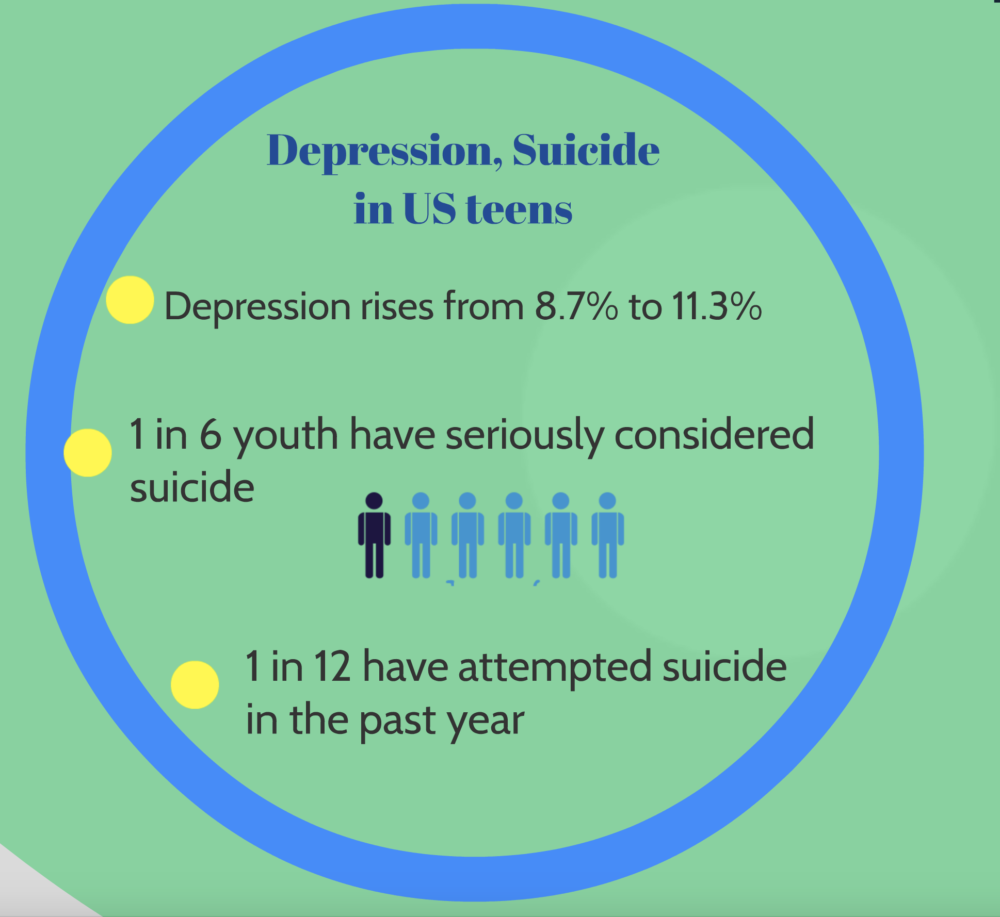 Depression, Suicide
in US teens
Depression rises from 8.7% to 11.3%
1 in 6 youth have seriously considered
suicide
1 in 12 have attempted suicide
in the past year